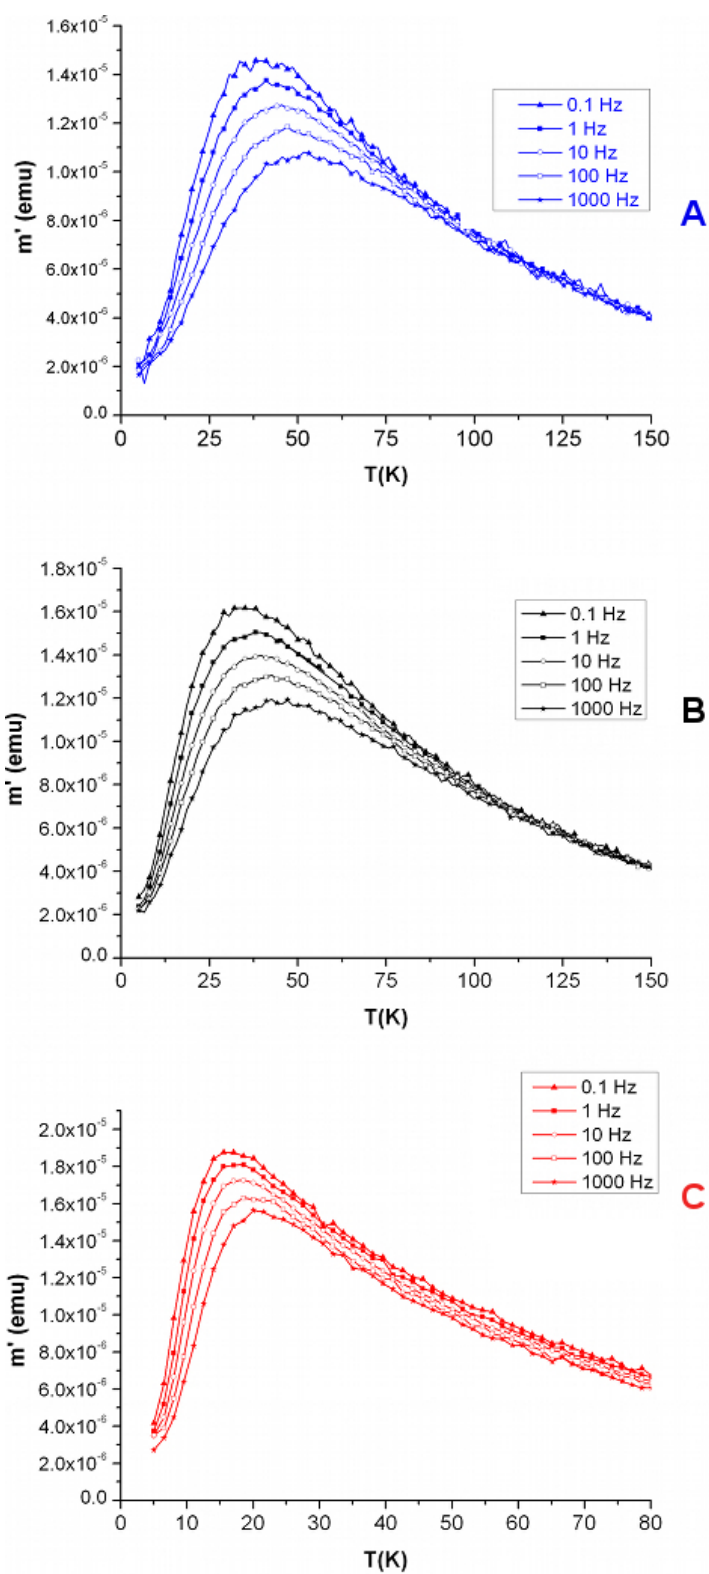 1.6x10⁻⁵
1.4x10⁻⁵
1.2x10⁻⁵
1.0x10⁻⁵
8.0x10⁻⁶
6.0x10⁻⁶
4.0x10⁻⁶
2.0x10⁻⁶
0.0
m' (emu)
0 25 50 75 100 125 150
T(K)
0.1 Hz
1 Hz
10 Hz
100 Hz
1000 Hz
A
1.8x10⁻⁵
1.6x10⁻⁵
1.4x10⁻⁵
1.2x10⁻⁵
1.0x10⁻⁵
8.0x10⁻⁶
6.0x10⁻⁶
4.0x10⁻⁶
2.0x10⁻⁶
0.0
m' (emu)
0 25 50 75 100 125 150
T(K)
0.1 Hz
1 Hz
10 Hz
100 Hz
1000 Hz
B
2.0x10⁻⁵
1.8x10⁻⁵
1.6x10⁻⁵
1.4x10⁻⁵
1.2x10⁻⁵
1.0x10⁻⁵
8.0x10⁻⁶
6.0x10⁻⁶
4.0x10⁻⁶
2.0x10⁻⁶
0.0
m' (emu)
0 10 20 30 40 50 60 70 80
T(K)
0.1 Hz
1 Hz
10 Hz
100 Hz
1000 Hz
C